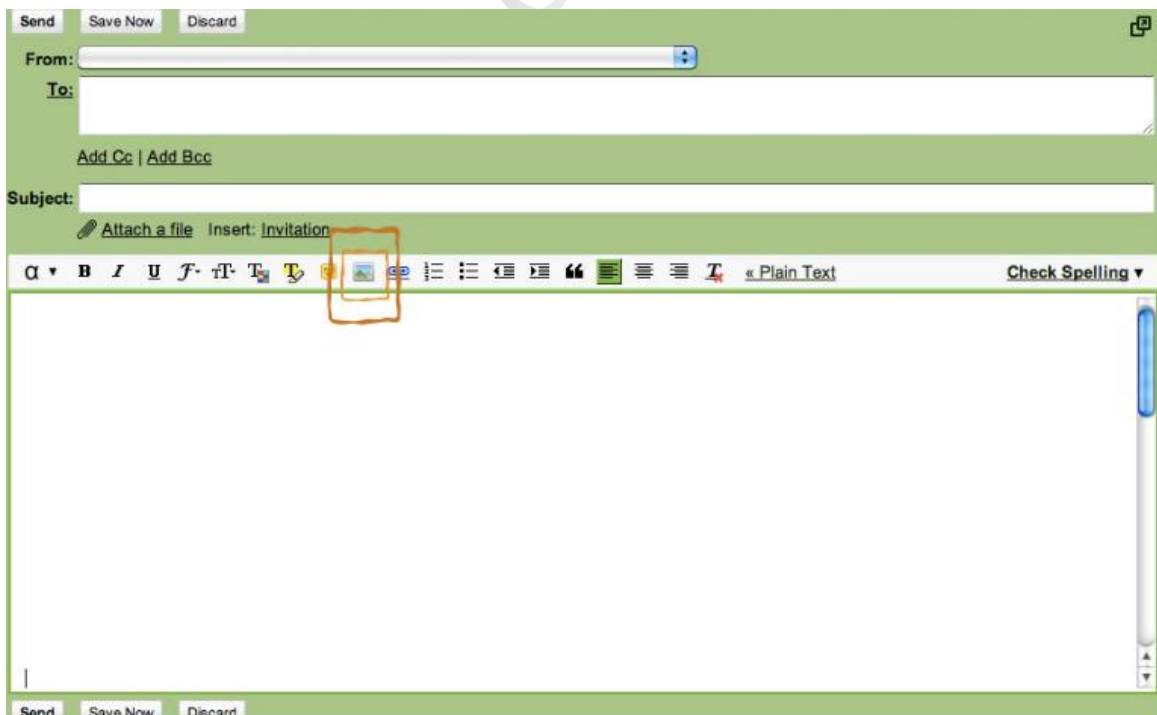 Send Save Now Discard
From:
To:
Add Cc | Add Bcc
Subject:
Attach a file Insert: Invitation
α ▾ B I U F T T T « Plain Text Check Spelling ▾
Send Save Now Discard